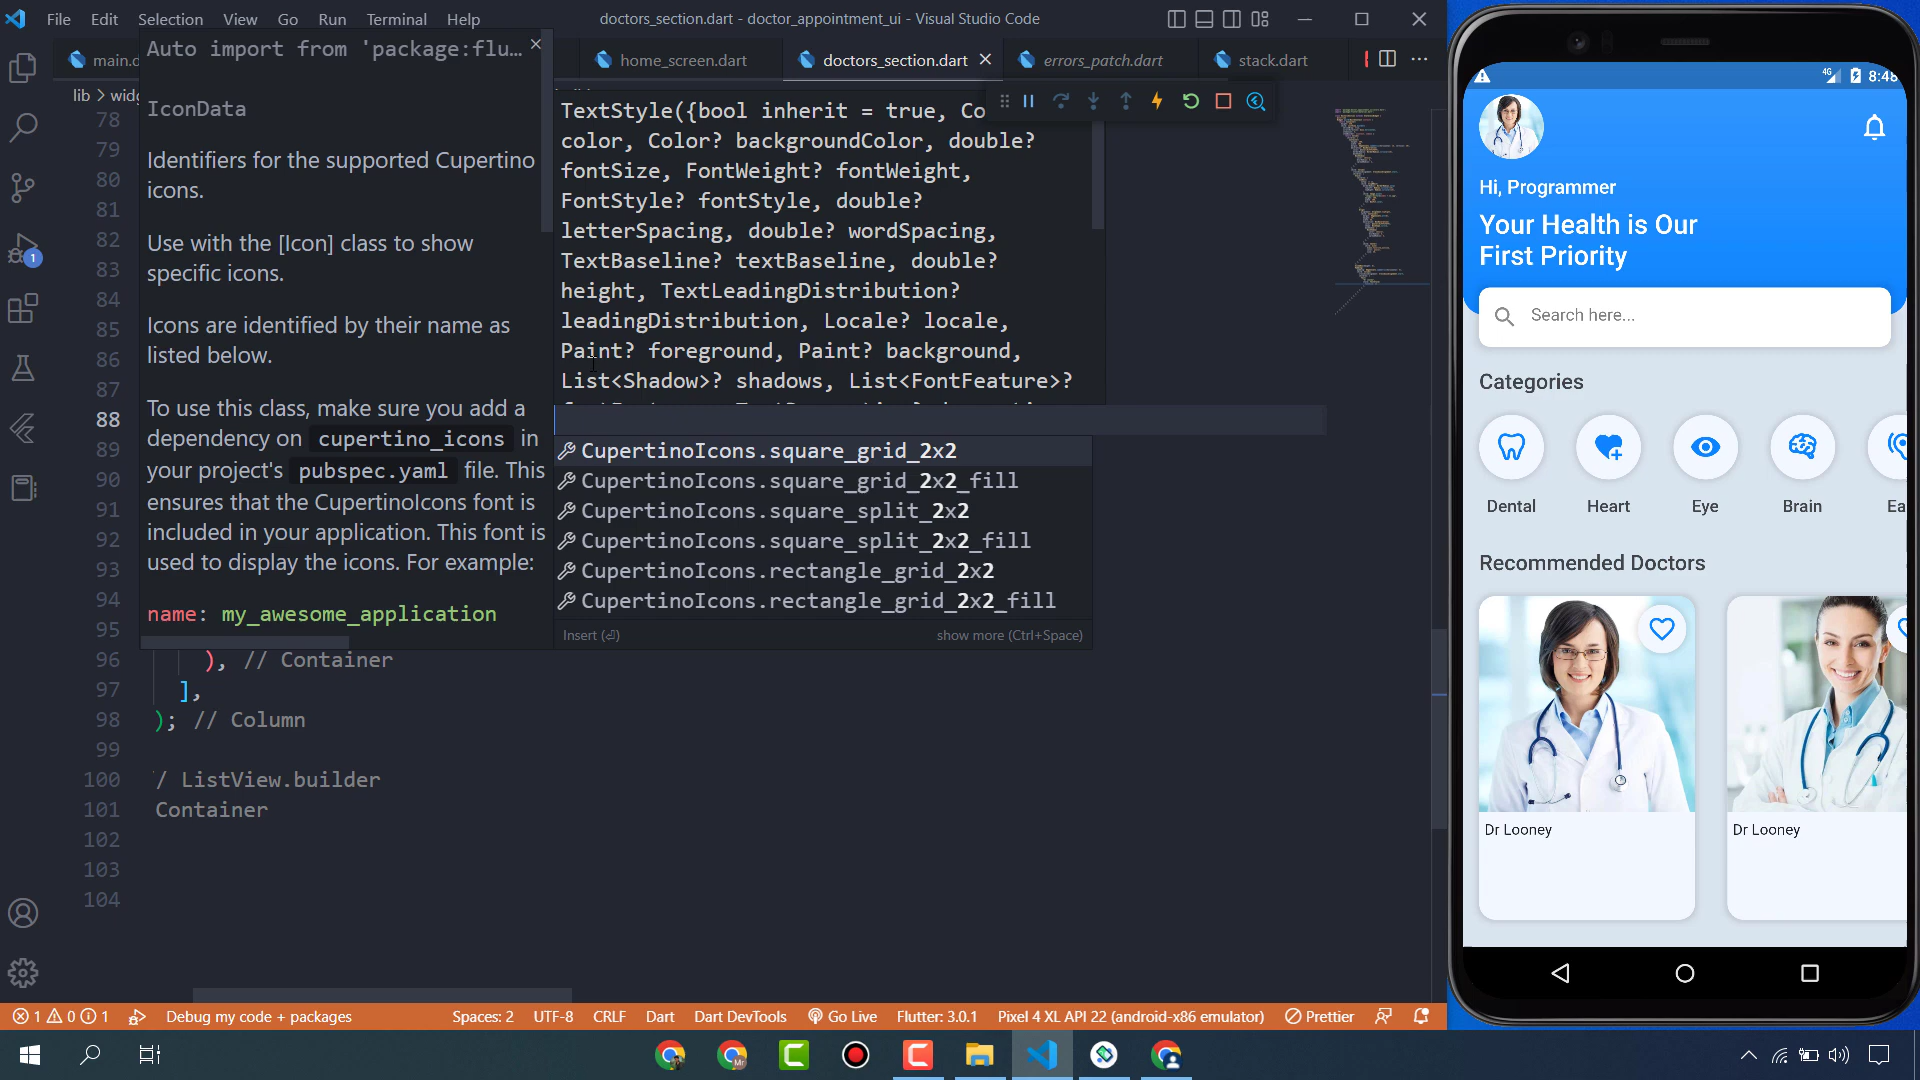 File Edit Selection View Go Run Terminal Help
doctors_section.dart - doctor_appointment_ui - Visual Studio Code
main.d
home_screen.dart
doctors_section.dart
errors_patch.dart
stack.dart
lib > widg
Auto import from 'package:flu...
IconData
Identifiers for the supported Cupertino
icons.
Use with the [Icon] class to show
specific icons.
Icons are identified by their name as
listed below.
To use this class, make sure you add a
dependency on cupertino_icons in
your project's pubspec.yaml file. This
ensures that the CupertinoIcons font is
included in your application. This font is
used to display the icons. For example:
name: my_awesome_application
TextStyle({bool inherit = true, Co
color, Color? backgroundColor, double?
fontSize, FontWeight? fontWeight,
FontStyle? fontStyle, double?
letterSpacing, double? wordSpacing,
TextBaseline? textBaseline, double?
height, TextLeadingDistribution?
leadingDistribution, Locale? locale,
Paint? foreground, Paint? background,
List<Shadow>? shadows, List<FontFeature>?
CupertinoIcons.square_grid_2x2
CupertinoIcons.square_grid_2x2_fill
CupertinoIcons.square_split_2x2
CupertinoIcons.square_split_2x2_fill
CupertinoIcons.rectangle_grid_2x2
CupertinoIcons.rectangle_grid_2x2_fill
Insert (⏎) show more (Ctrl+Space)
78
79
80
81
82
83
84
85
86
87
88
89
90
91
92
93
94
95
96 ), // Container
97 ],
98 ); // Column
99
100 / ListView.builder
101 Container
102
103
104
1
1 0 1 Debug my code + packages Spaces: 2 UTF-8 CRLF Dart Dart DevTools Go Live Flutter: 3.0.1 Pixel 4 XL API 22 (android-x86 emulator) Prettier
4G 8:48
Hi, Programmer
Your Health is Our
First Priority
Search here...
Categories
Dental Heart Eye Brain Ea
Recommended Doctors
Dr Looney Dr Looney